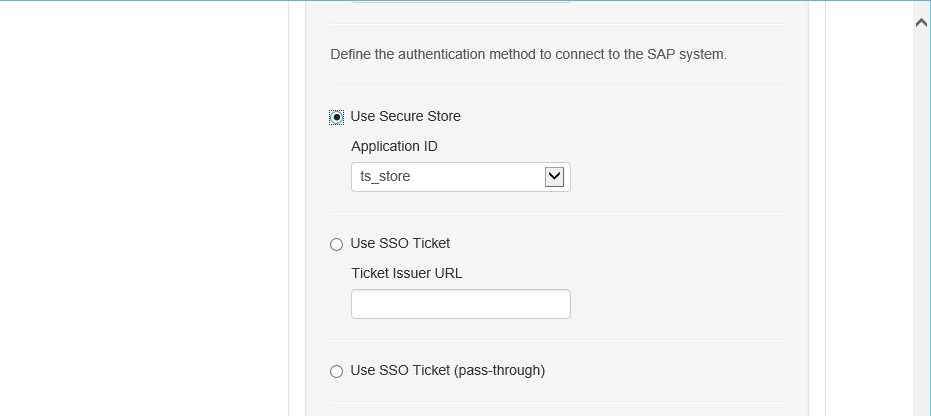 Define the authentication method to connect to the SAP system.
Use Secure Store
Application ID
ts_store
Use SSO Ticket
Ticket Issuer URL
Use SSO Ticket (pass-through)